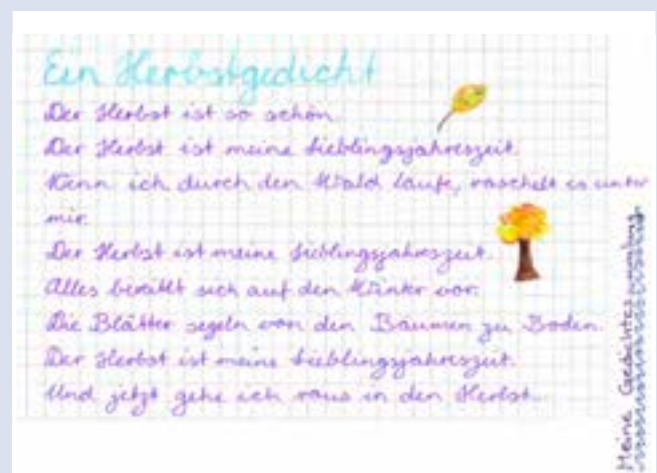 Ein Herbstgedicht
Der Herbst ist so schön
Der Herbst ist meine Lieblingsjahreszeit.
Wenn ich durch den Wald laufe, raschelt es unter
mir.
Der Herbst ist meine Lieblingsjahreszeit.
Alles bereitet sich auf den Winter vor.
Die Blätter segeln von den Bäumen zu Boden.
Der Herbst ist meine Lieblingsjahreszeit.
Und jetzt gehe ich raus in den Herbst.
Meine